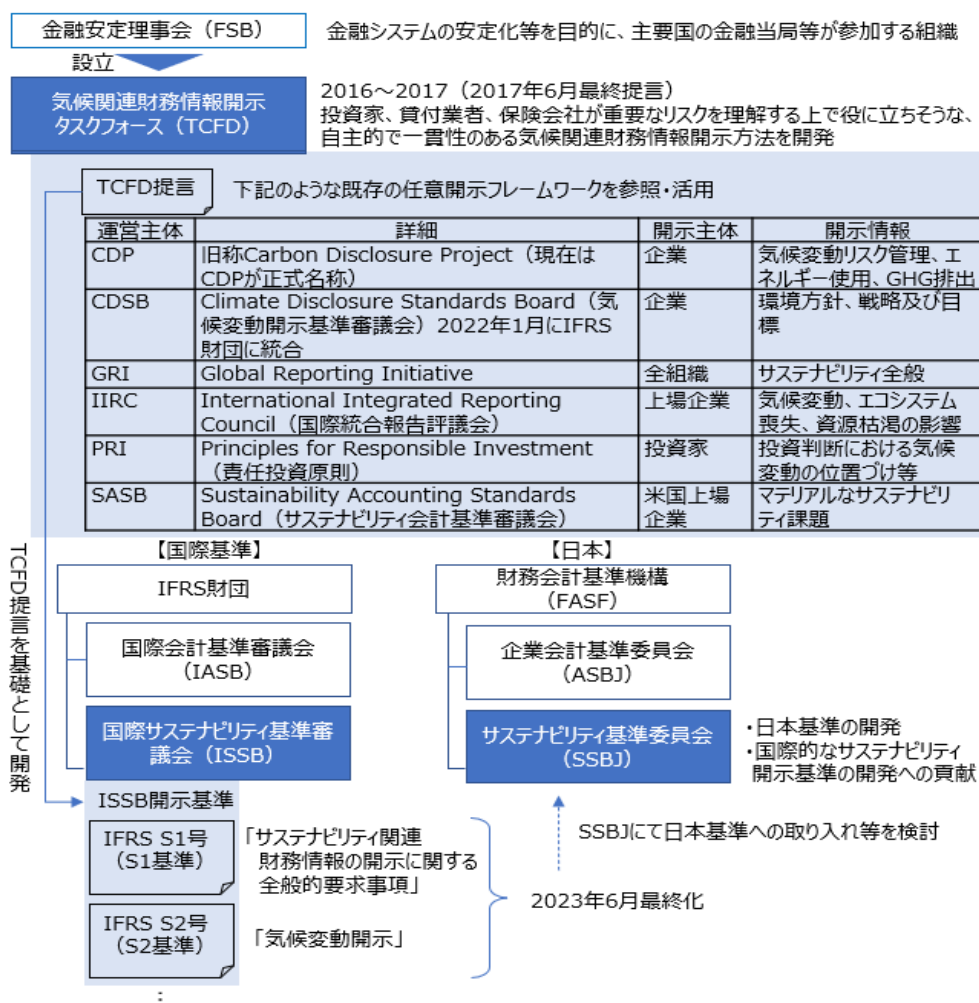 金融安定理事会（FSB）
金融システムの安定化等を目的に、主要国の金融当局等が参加する組織
設立
気候関連財務情報開示
タスクフォース（TCFD）
2016～2017（2017年6月最終提言）
投資家、貸付業者、保険会社が重要なリスクを理解する上で役に立ちそうな、
自主的で一貫性のある気候関連財務情報開示方法を開発
TCFD提言
下記のような既存の任意開示フレームワークを参照・活用
運営主体 詳細 開示主体 開示情報
CDP
旧称Carbon Disclosure Project（現在は
CDPが正式名称）
企業
気候変動リスク管理、エ
ネルギー使用、GHG排出
CDSB
Climate Disclosure Standards Board（気
候変動開示基準審議会）2022年1月にIFRS
財団に統合
企業
環境方針、戦略及び目
標
GRI
Global Reporting Initiative
全組織
サステナビリティ全般
IIRC
International Integrated Reporting
Council（国際統合報告評議会）
上場企業
気候変動、エコシステム
喪失、資源枯渇の影響
PRI
Principles for Responsible Investment
（責任投資原則）
投資家
投資判断における気候
変動の位置づけ等
SASB
Sustainability Accounting Standards
Board（サステナビリティ会計基準審議会）
米国上場
企業
マテリアルなサステナビリ
ティ課題
TCFD提言を基礎として開発
【国際基準】
IFRS財団
国際会計基準審議会
（IASB）
国際サステナビリティ基準審
議会（ISSB）
【日本】
財務会計基準機構
（FASF）
企業会計基準委員会
（ASBJ）
サステナビリティ基準委員会
（SSBJ）
・日本基準の開発
・国際的なサステナビリティ
開示基準の開発への貢献
ISSB開示基準
IFRS S1号
（S1基準）
「サステナビリティ関連
財務情報の開示に関する
全般的要求事項」
IFRS S2号
（S2基準）
「気候変動開示」
：
SSBJにて日本基準への取り入れ等を検討
2023年6月最終化